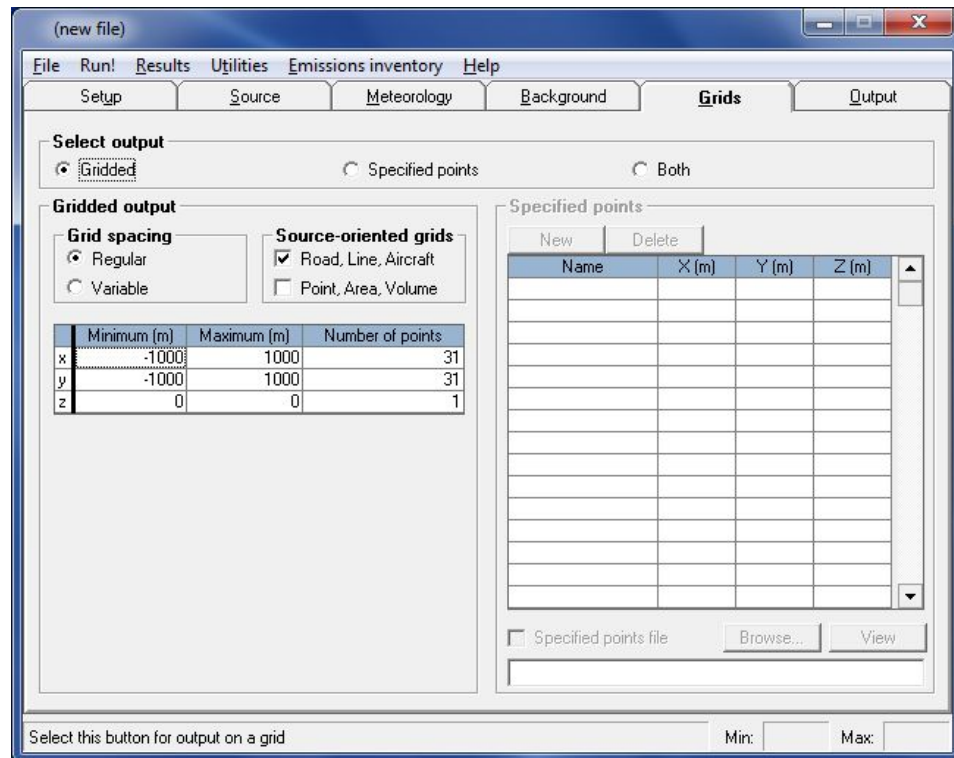 (new file)
File Run! Results Utilities Emissions inventory Help
Setup Source Meteorology Background Grids Output
Select output
Gridded Specified points Both
Gridded output
Grid spacing
Regular
Variable
Source-oriented grids
Road, Line, Aircraft
Point, Area, Volume
Minimum (m) Maximum (m) Number of points
x -1000 1000 31
y -1000 1000 31
z 0 0 1
Specified points
New Delete
Name X (m) Y (m) Z (m)
Specified points file Browse... View
Select this button for output on a grid Min: Max: